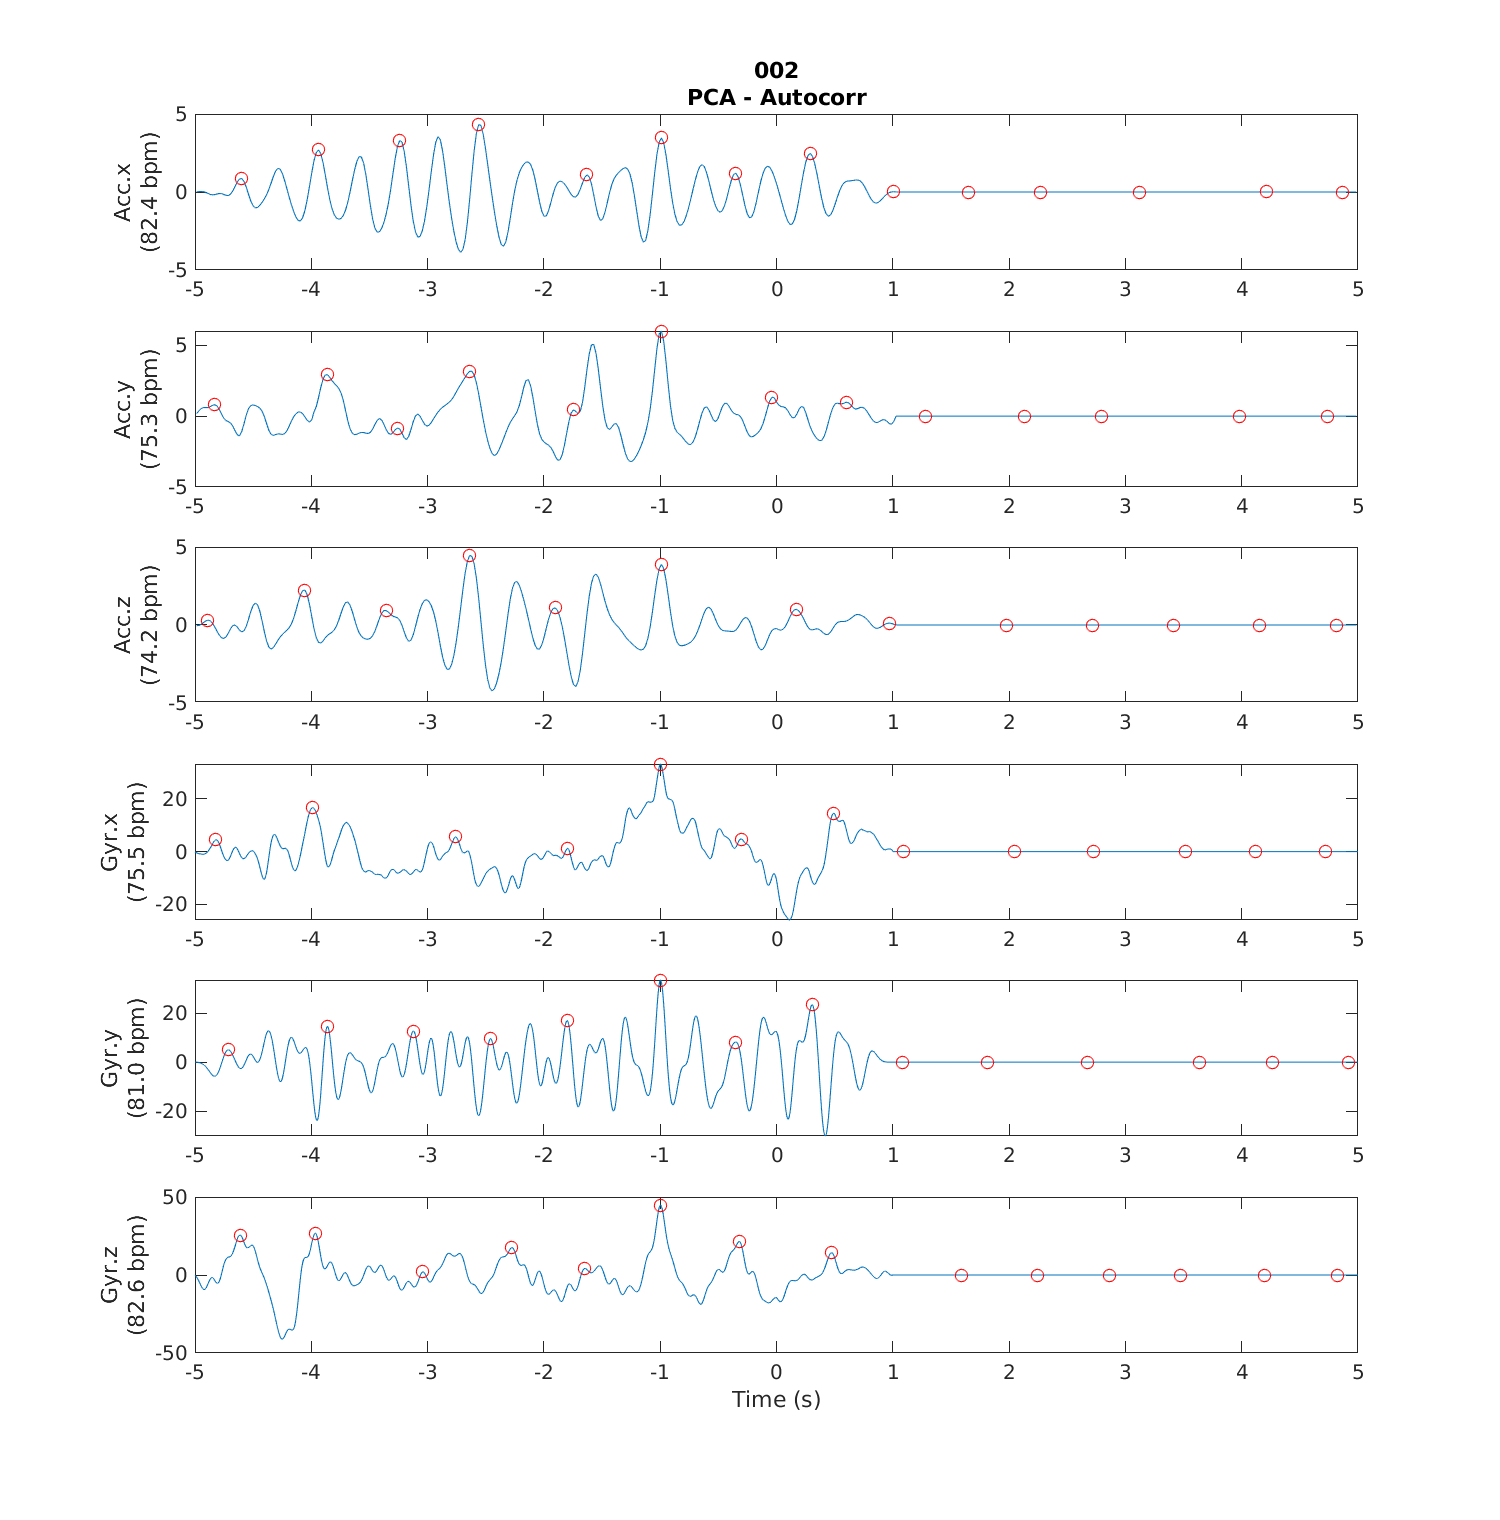 002
PCA - Autocorr
Acc.x
(82.4 bpm)
5
0
-5
-5 -4 -3 -2 -1 0 1 2 3 4 5
Acc.y
(75.3 bpm)
5
0
-5
-5 -4 -3 -2 -1 0 1 2 3 4 5
Acc.z
(74.2 bpm)
5
0
-5
-5 -4 -3 -2 -1 0 1 2 3 4 5
Gyr.x
(75.5 bpm)
20
0
-20
-5 -4 -3 -2 -1 0 1 2 3 4 5
Gyr.y
(81.0 bpm)
20
0
-20
-5 -4 -3 -2 -1 0 1 2 3 4 5
Gyr.z
(82.6 bpm)
50
0
-50
-5 -4 -3 -2 -1 0 1 2 3 4 5
Time (s)